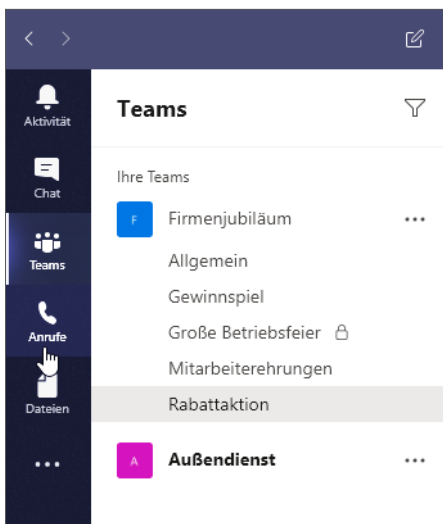 Aktivität
Chat
Teams
Anrufe
Dateien
Teams
Ihre Teams
F Firmenjubiläum
Allgemein
Gewinnspiel
Große Betriebsfeier
Mitarbeiterehrungen
Rabattaktion
A Außendienst